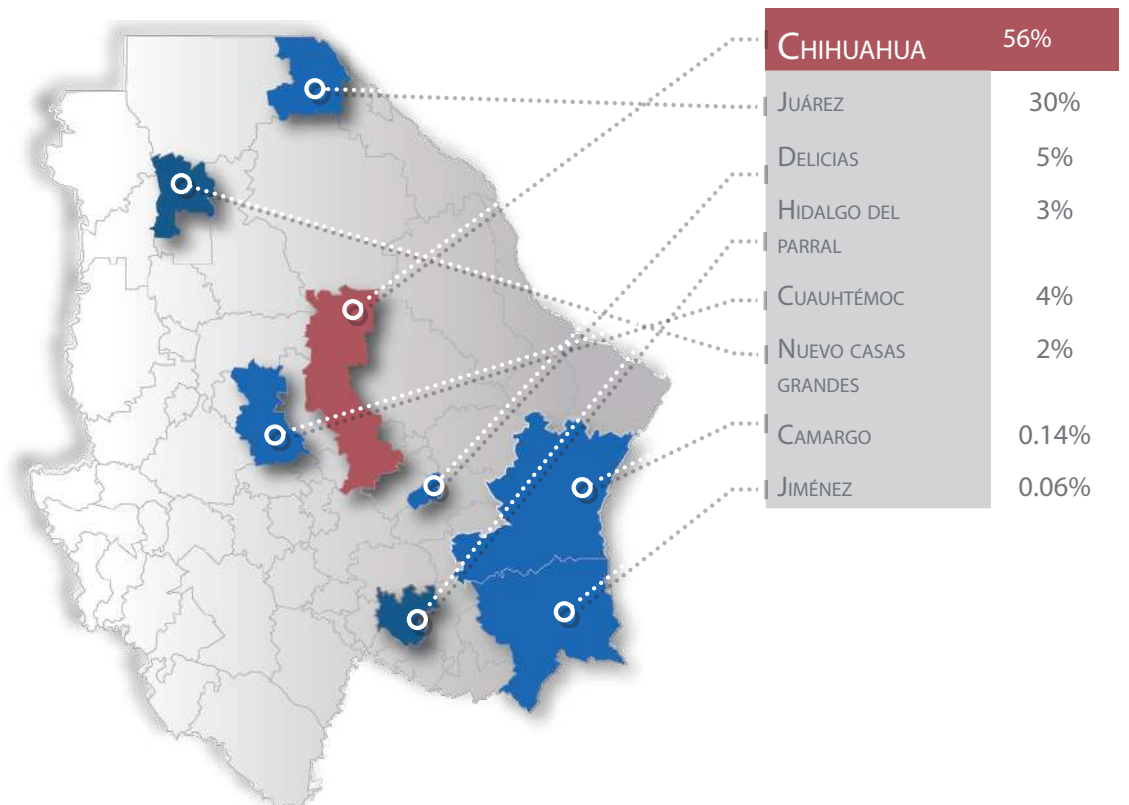 CHIHUAHUA 56%
JUÁREZ 30%
DELICIAS 5%
HIDALGO DEL 3%
PARRAL
CUAUHTÉMOC 4%
NUEVO CASAS 2%
GRANDES
CAMARGO 0.14%
JIMÉNEZ 0.06%